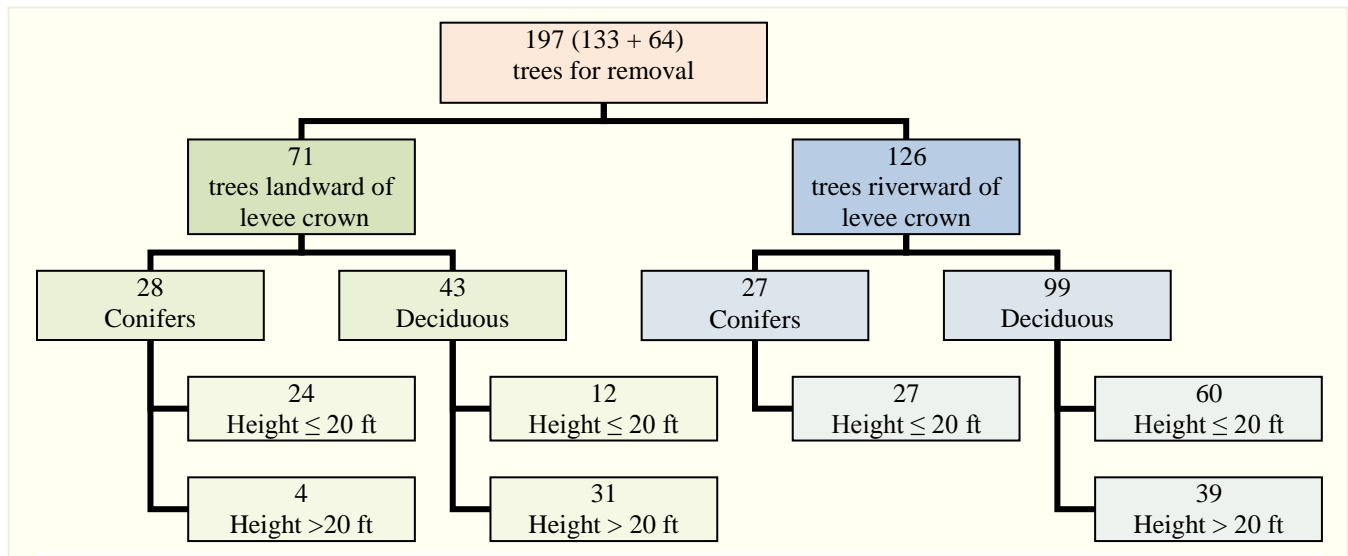 197 (133 + 64)
trees for removal
71
trees landward of
levee crown
126
trees riverward of
levee crown
28
Conifers
43
Deciduous
27
Conifers
99
Deciduous
24
Height ≤ 20 ft
12
Height ≤ 20 ft
27
Height ≤ 20 ft
60
Height ≤ 20 ft
4
Height >20 ft
31
Height > 20 ft
39
Height > 20 ft